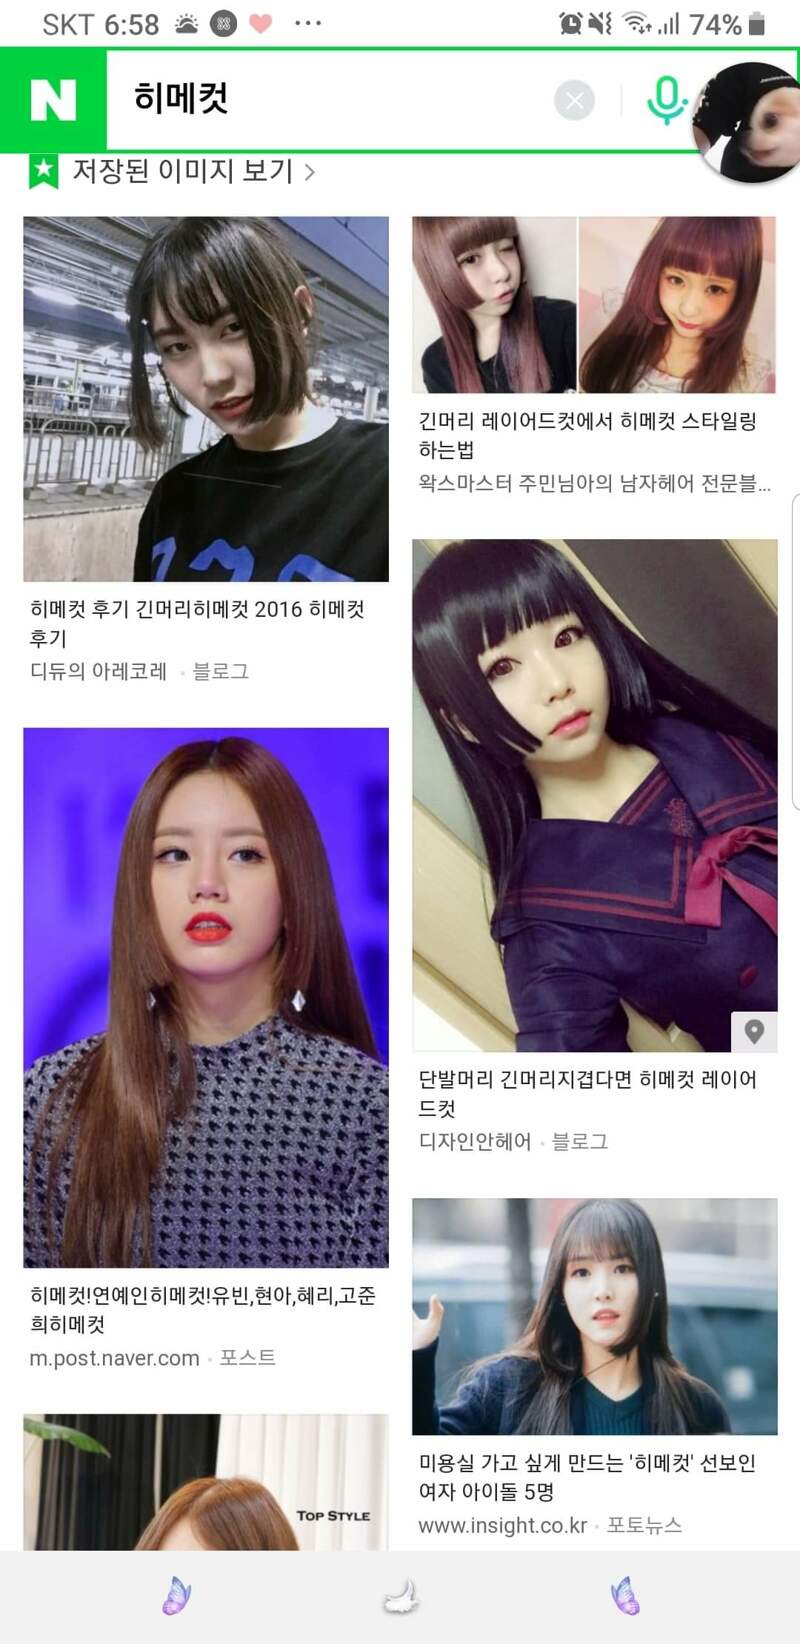 SKT 6:58
74%
N
히메컷
저장된 이미지 보기
히메컷 후기 긴머리히메컷 2016 히메컷
후기
디듀의 아레코레 · 블로그
긴머리 레이어드컷에서 히메컷 스타일링
하는법
왁스마스터 주민님아의 남자헤어 전문블...
히메컷!연예인히메컷!유빈,현아,혜리,고준
희히메컷
m.post.naver.com · 포스트
단발머리 긴머리지겹다면 히메컷 레이어
드컷
디자인안헤어 · 블로그
TOP STYLE
미용실 가고 싶게 만드는 '히메컷' 선보인
여자 아이돌 5명
www.insight.co.kr · 포토뉴스